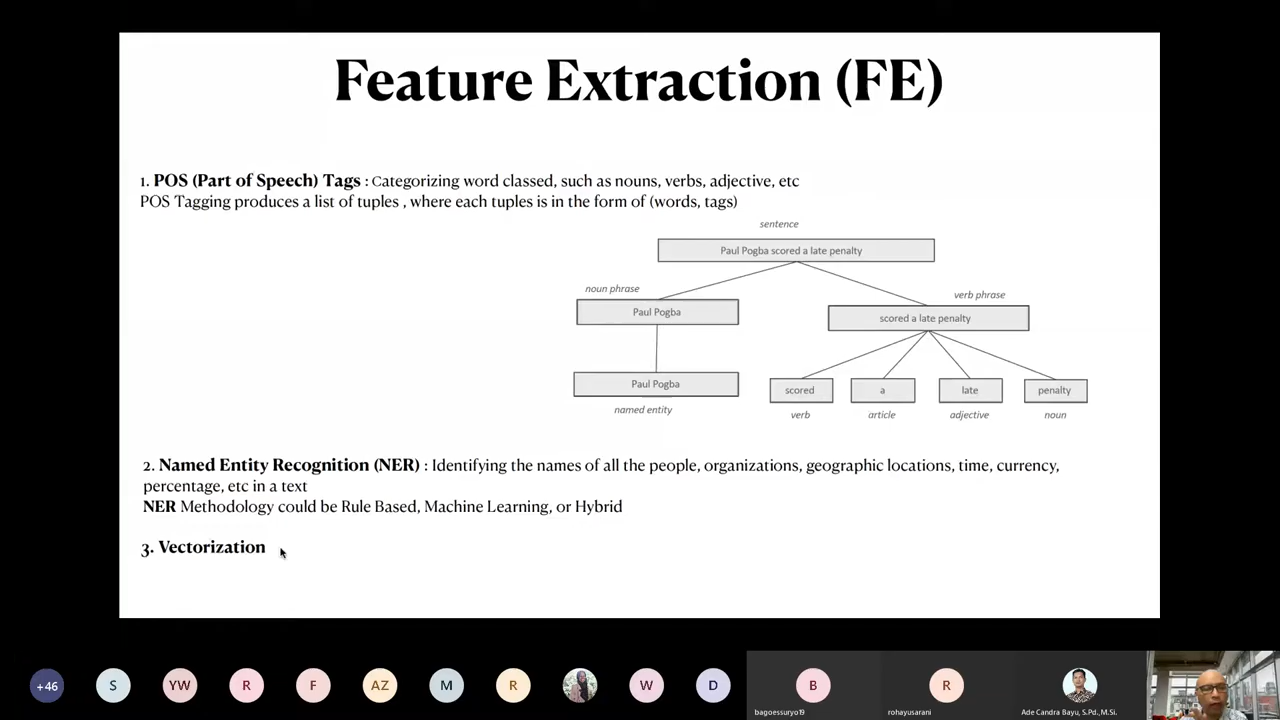 Feature Extraction (FE)
1. POS (Part of Speech) Tags : Categorizing word classed, such as nouns, verbs, adjective, etc
POS Tagging produces a list of tuples , where each tuples is in the form of (words, tags)
sentence
Paul Pogba scored a late penalty
noun phrase
verb phrase
Paul Pogba
scored a late penalty
Paul Pogba
named entity
scored
a
late
penalty
verb
article
adjective
noun
2. Named Entity Recognition (NER) : Identifying the names of all the people, organizations, geographic locations, time, currency,
percentage, etc in a text
NER Methodology could be Rule Based, Machine Learning, or Hybrid
3. Vectorization
+46
S
YW
R
F
AZ
M
R
W
D
B
R
bagoessuryo19
rohayusarani
Ade Candra Bayu, S.Pd., M.Si.